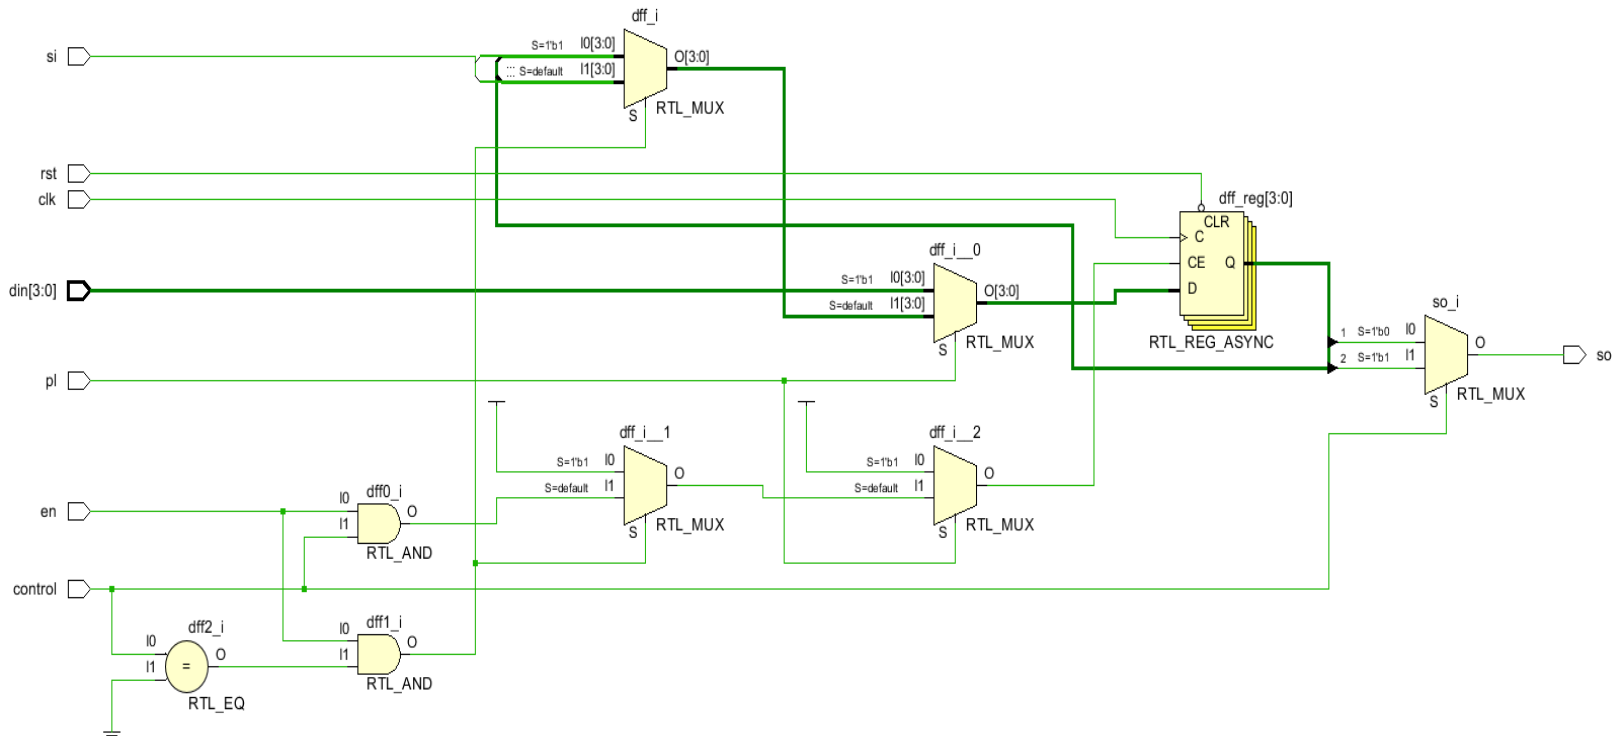 dff_i
si
S=1'b1
I0[3:0]
::: S=default
I1[3:0]
O[3:0]
S
RTL_MUX
rst
clk
dff_reg[3:0]
CLR
C
CE
Q
D
RTL_REG_ASYNC
dff_i__0
din[3:0]
S=1'b1
I0[3:0]
S=default
I1[3:0]
O[3:0]
S
RTL_MUX
so_i
1
S=1'b0
I0
2
S=1'b1
I1
O
so
S
RTL_MUX
pl
dff_i__1
S=1'b1
I0
S=default
I1
O
S
RTL_MUX
dff_i__2
S=1'b1
I0
S=default
I1
O
S
RTL_MUX
en
dff0_i
I0
I1
O
RTL_AND
control
dff2_i
I0
I1
=
O
RTL_EQ
dff1_i
I0
I1
O
RTL_AND